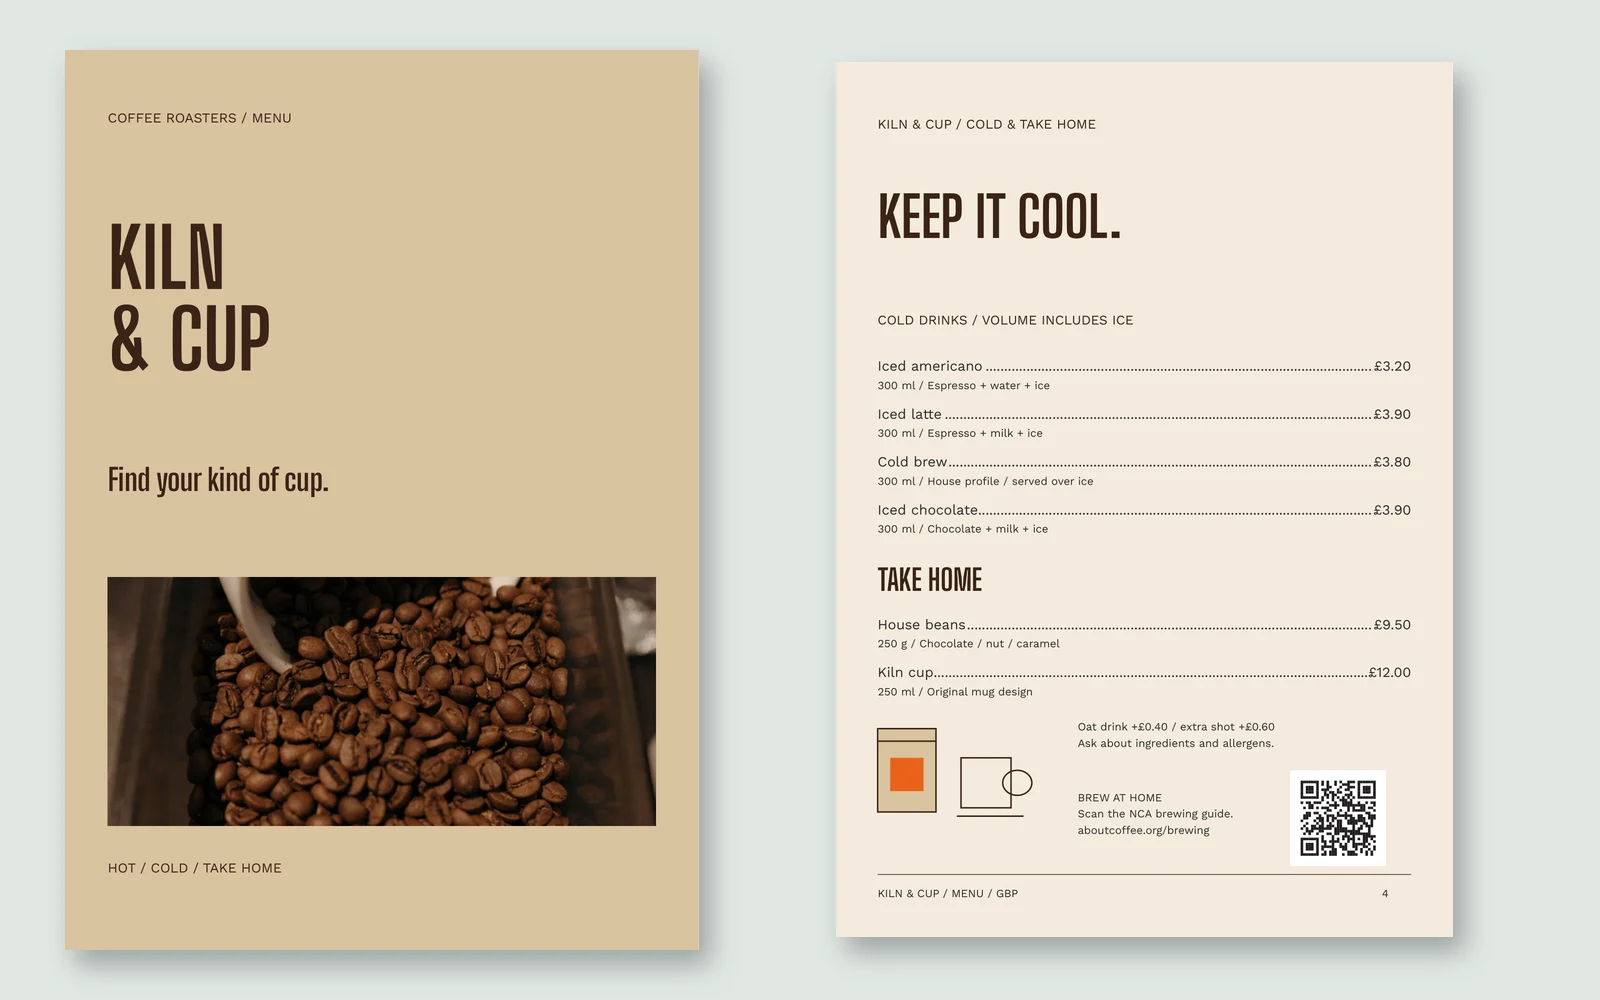 COFFEE ROASTERS / MENU
KILN
& CUP
Find your kind of cup.
HOT / COLD / TAKE HOME
KILN & CUP / COLD & TAKE HOME
KEEP IT COOL.
COLD DRINKS / VOLUME INCLUDES ICE
Iced americano £3.20
300 ml / Espresso + water + ice
Iced latte £3.90
300 ml / Espresso + milk + ice
Cold brew £3.80
300 ml / House profile / served over ice
Iced chocolate £3.90
300 ml / Chocolate + milk + ice
TAKE HOME
House beans £9.50
250 g / Chocolate / nut / caramel
Kiln cup £12.00
250 ml / Original mug design
Oat drink +£0.40 / extra shot +£0.60
Ask about ingredients and allergens.
BREW AT HOME
Scan the NCA brewing guide.
aboutcoffee.org/brewing
KILN & CUP / MENU / GBP
4